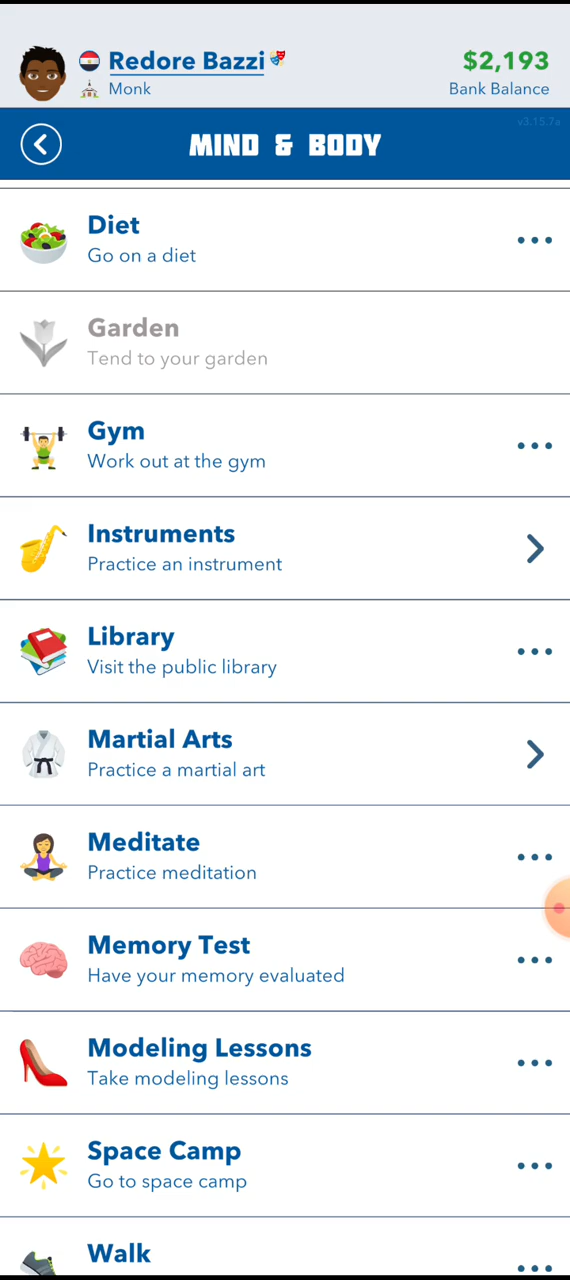 Redore Bazzi
$2,193
Monk
Bank Balance
v3.15.7a
MIND & BODY
Diet
Go on a diet
Garden
Tend to your garden
Gym
Work out at the gym
Instruments
Practice an instrument
Library
Visit the public library
Martial Arts
Practice a martial art
Meditate
Practice meditation
Memory Test
Have your memory evaluated
Modeling Lessons
Take modeling lessons
Space Camp
Go to space camp
Walk